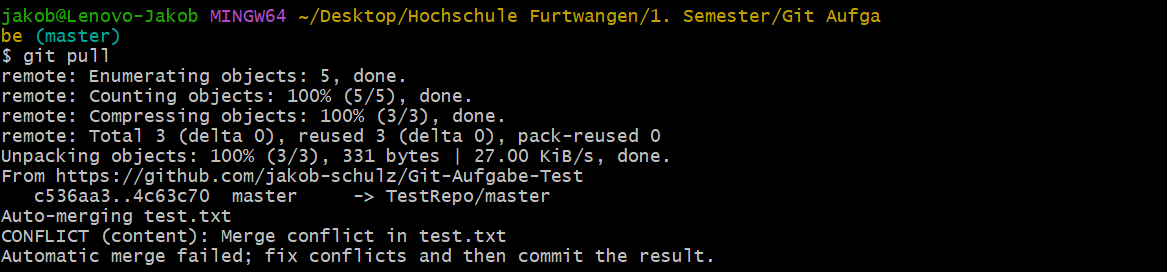 jakob@Lenovo-Jakob MINGW64 ~/Desktop/Hochschule Furtwangen/1. Semester/Git Aufga
be (master)
$ git pull
remote: Enumerating objects: 5, done.
remote: Counting objects: 100% (5/5), done.
remote: Compressing objects: 100% (3/3), done.
remote: Total 3 (delta 0), reused 3 (delta 0), pack-reused 0
Unpacking objects: 100% (3/3), 331 bytes | 27.00 KiB/s, done.
From https://github.com/jakob-schulz/Git-Aufgabe-Test
   c536aa3..4c63c70  master     -> TestRepo/master
Auto-merging test.txt
CONFLICT (content): Merge conflict in test.txt
Automatic merge failed; fix conflicts and then commit the result.